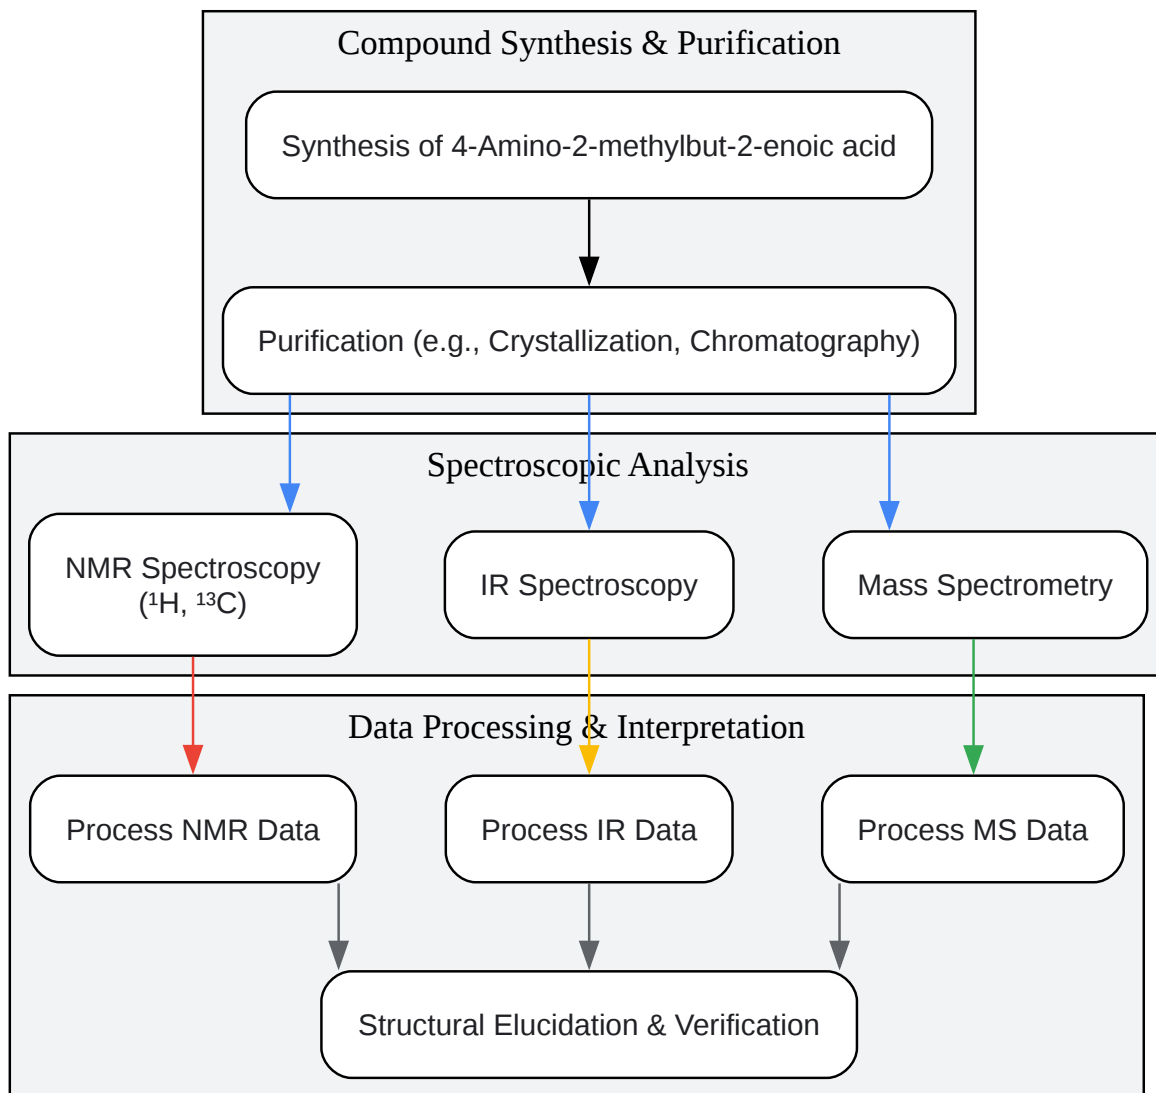 Compound Synthesis & Purification
Synthesis of 4-Amino-2-methylbut-2-enoic acid
Purification (e.g., Crystallization, Chromatography)
Spectroscopic Analysis
NMR Spectroscopy
(¹H, ¹³C)
IR Spectroscopy
Mass Spectrometry
Data Processing & Interpretation
Process NMR Data
Process IR Data
Process MS Data
Structural Elucidation & Verification